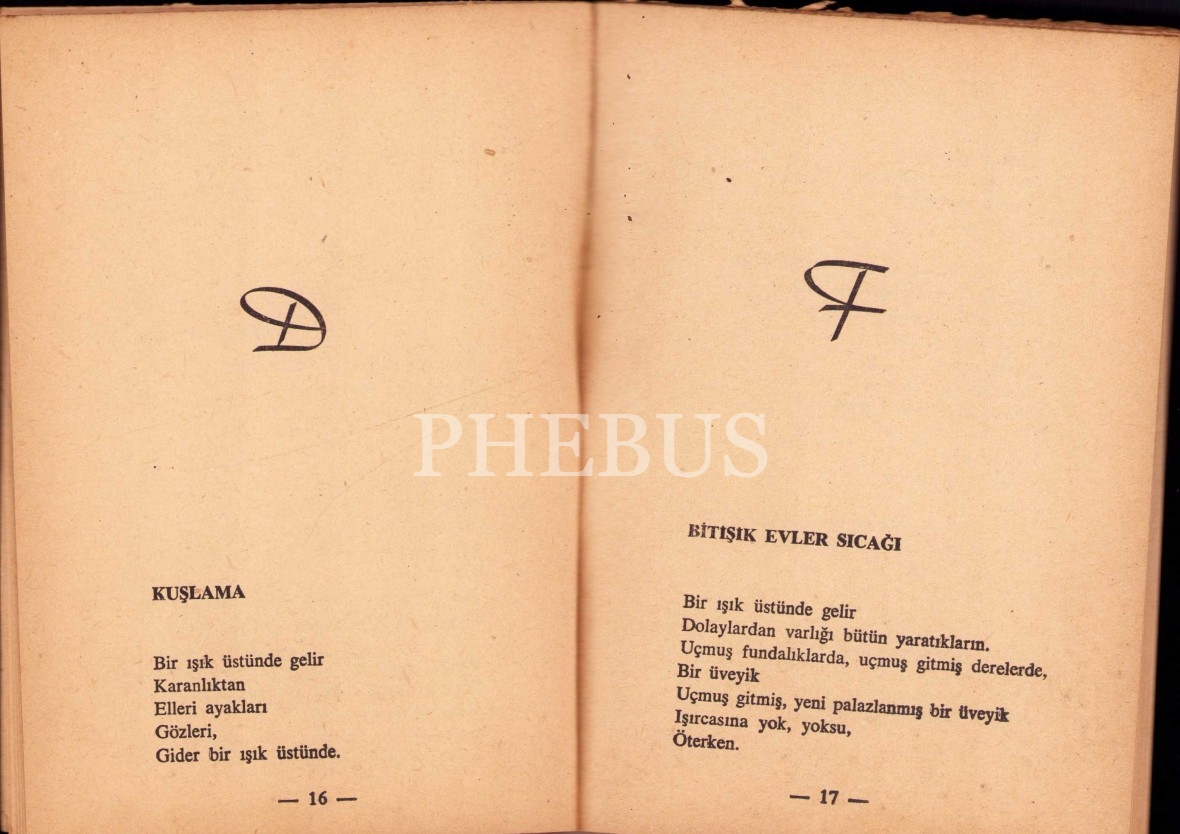 D
KUŞLAMA
Bir ışık üstünde gelir
Karanlıktan
Elleri ayakları
Gözleri,
Gider bir ışık üstünde.
— 16 —
F
BİTİŞİK EVLER SICAĞI
Bir ışık üstünde gelir
Dolaylardan varlığı bütün yaratıkların.
Uçmuş fundalıklarda, uçmuş gitmiş derelerde,
Bir üveyik
Uçmuş gitmiş, yeni palazlanmış bir üveyik
Işırcasına yok, yoksu,
Öterken.
— 17 —
PHEBUS